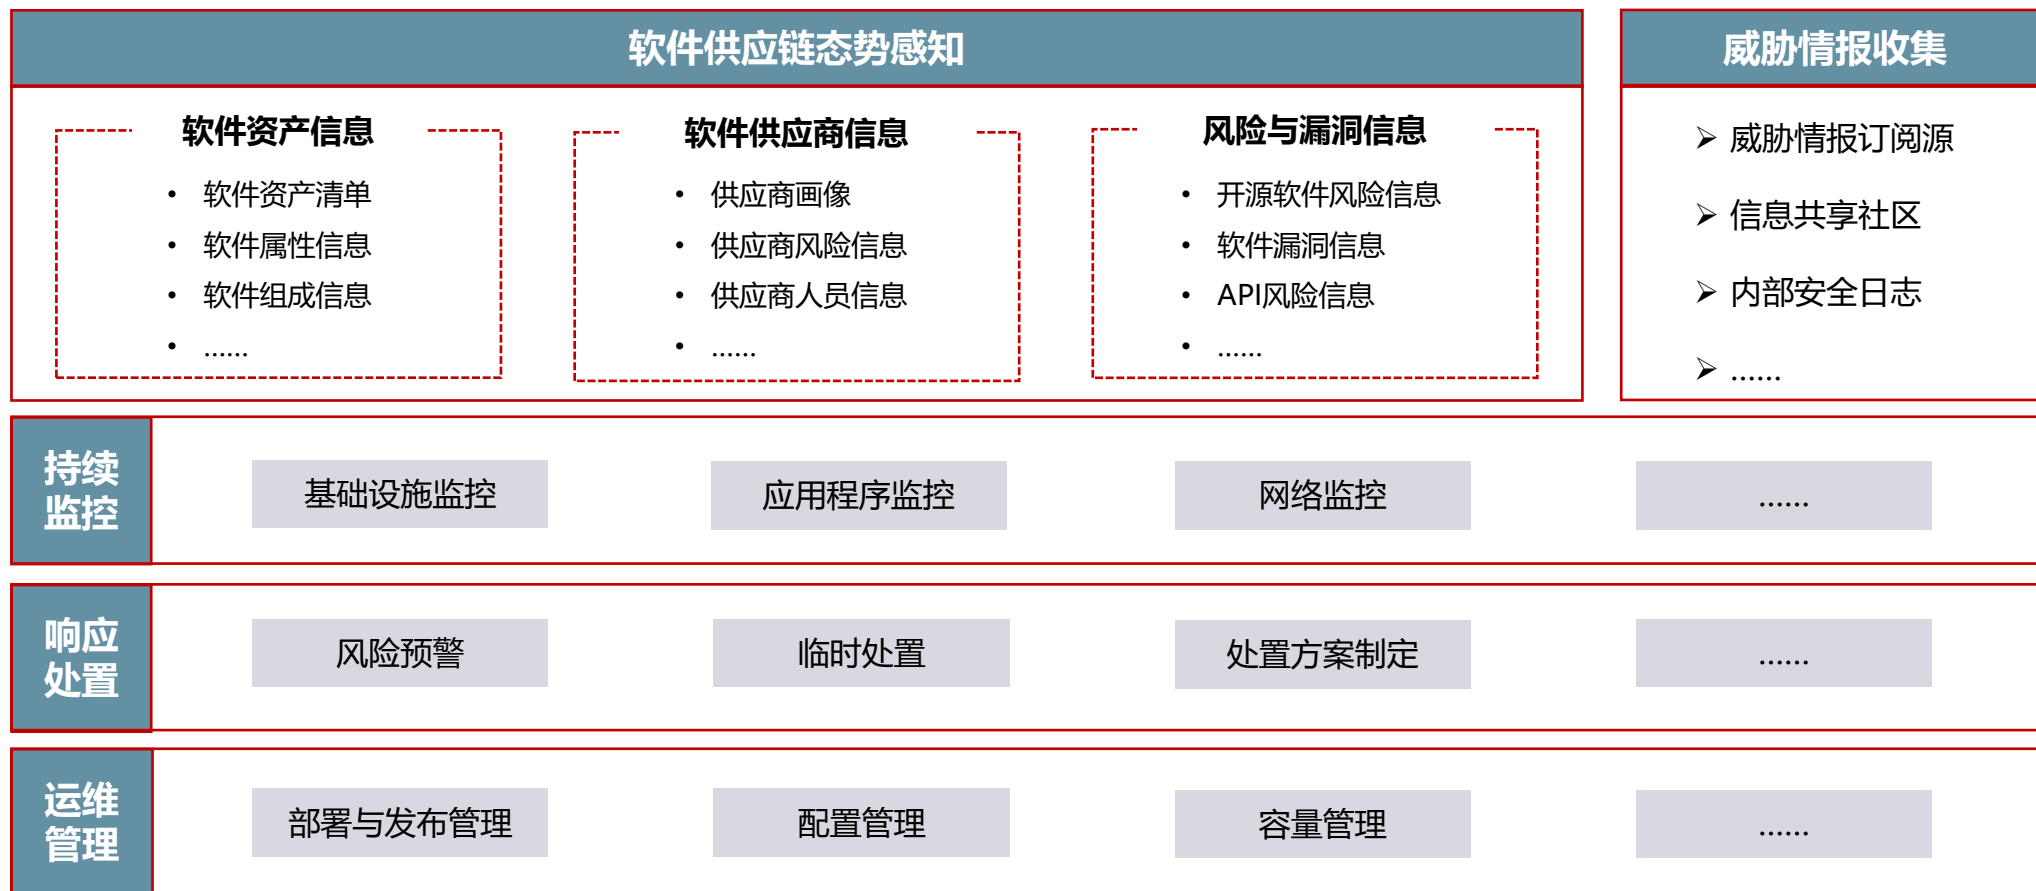 软件供应链态势感知
软件资产信息
• 软件资产清单
• 软件属性信息
• 软件组成信息
• ......
软件供应商信息
• 供应商画像
• 供应商风险信息
• 供应商人员信息
• ......
风险与漏洞信息
• 开源软件风险信息
• 软件漏洞信息
• API风险信息
• ......
威胁情报收集
➢ 威胁情报订阅源
➢ 信息共享社区
➢ 内部安全日志
➢ ......
持续
监控
基础设施监控
应用程序监控
网络监控
......
响应
处置
风险预警
临时处置
处置方案制定
......
运维
管理
部署与发布管理
配置管理
容量管理
......